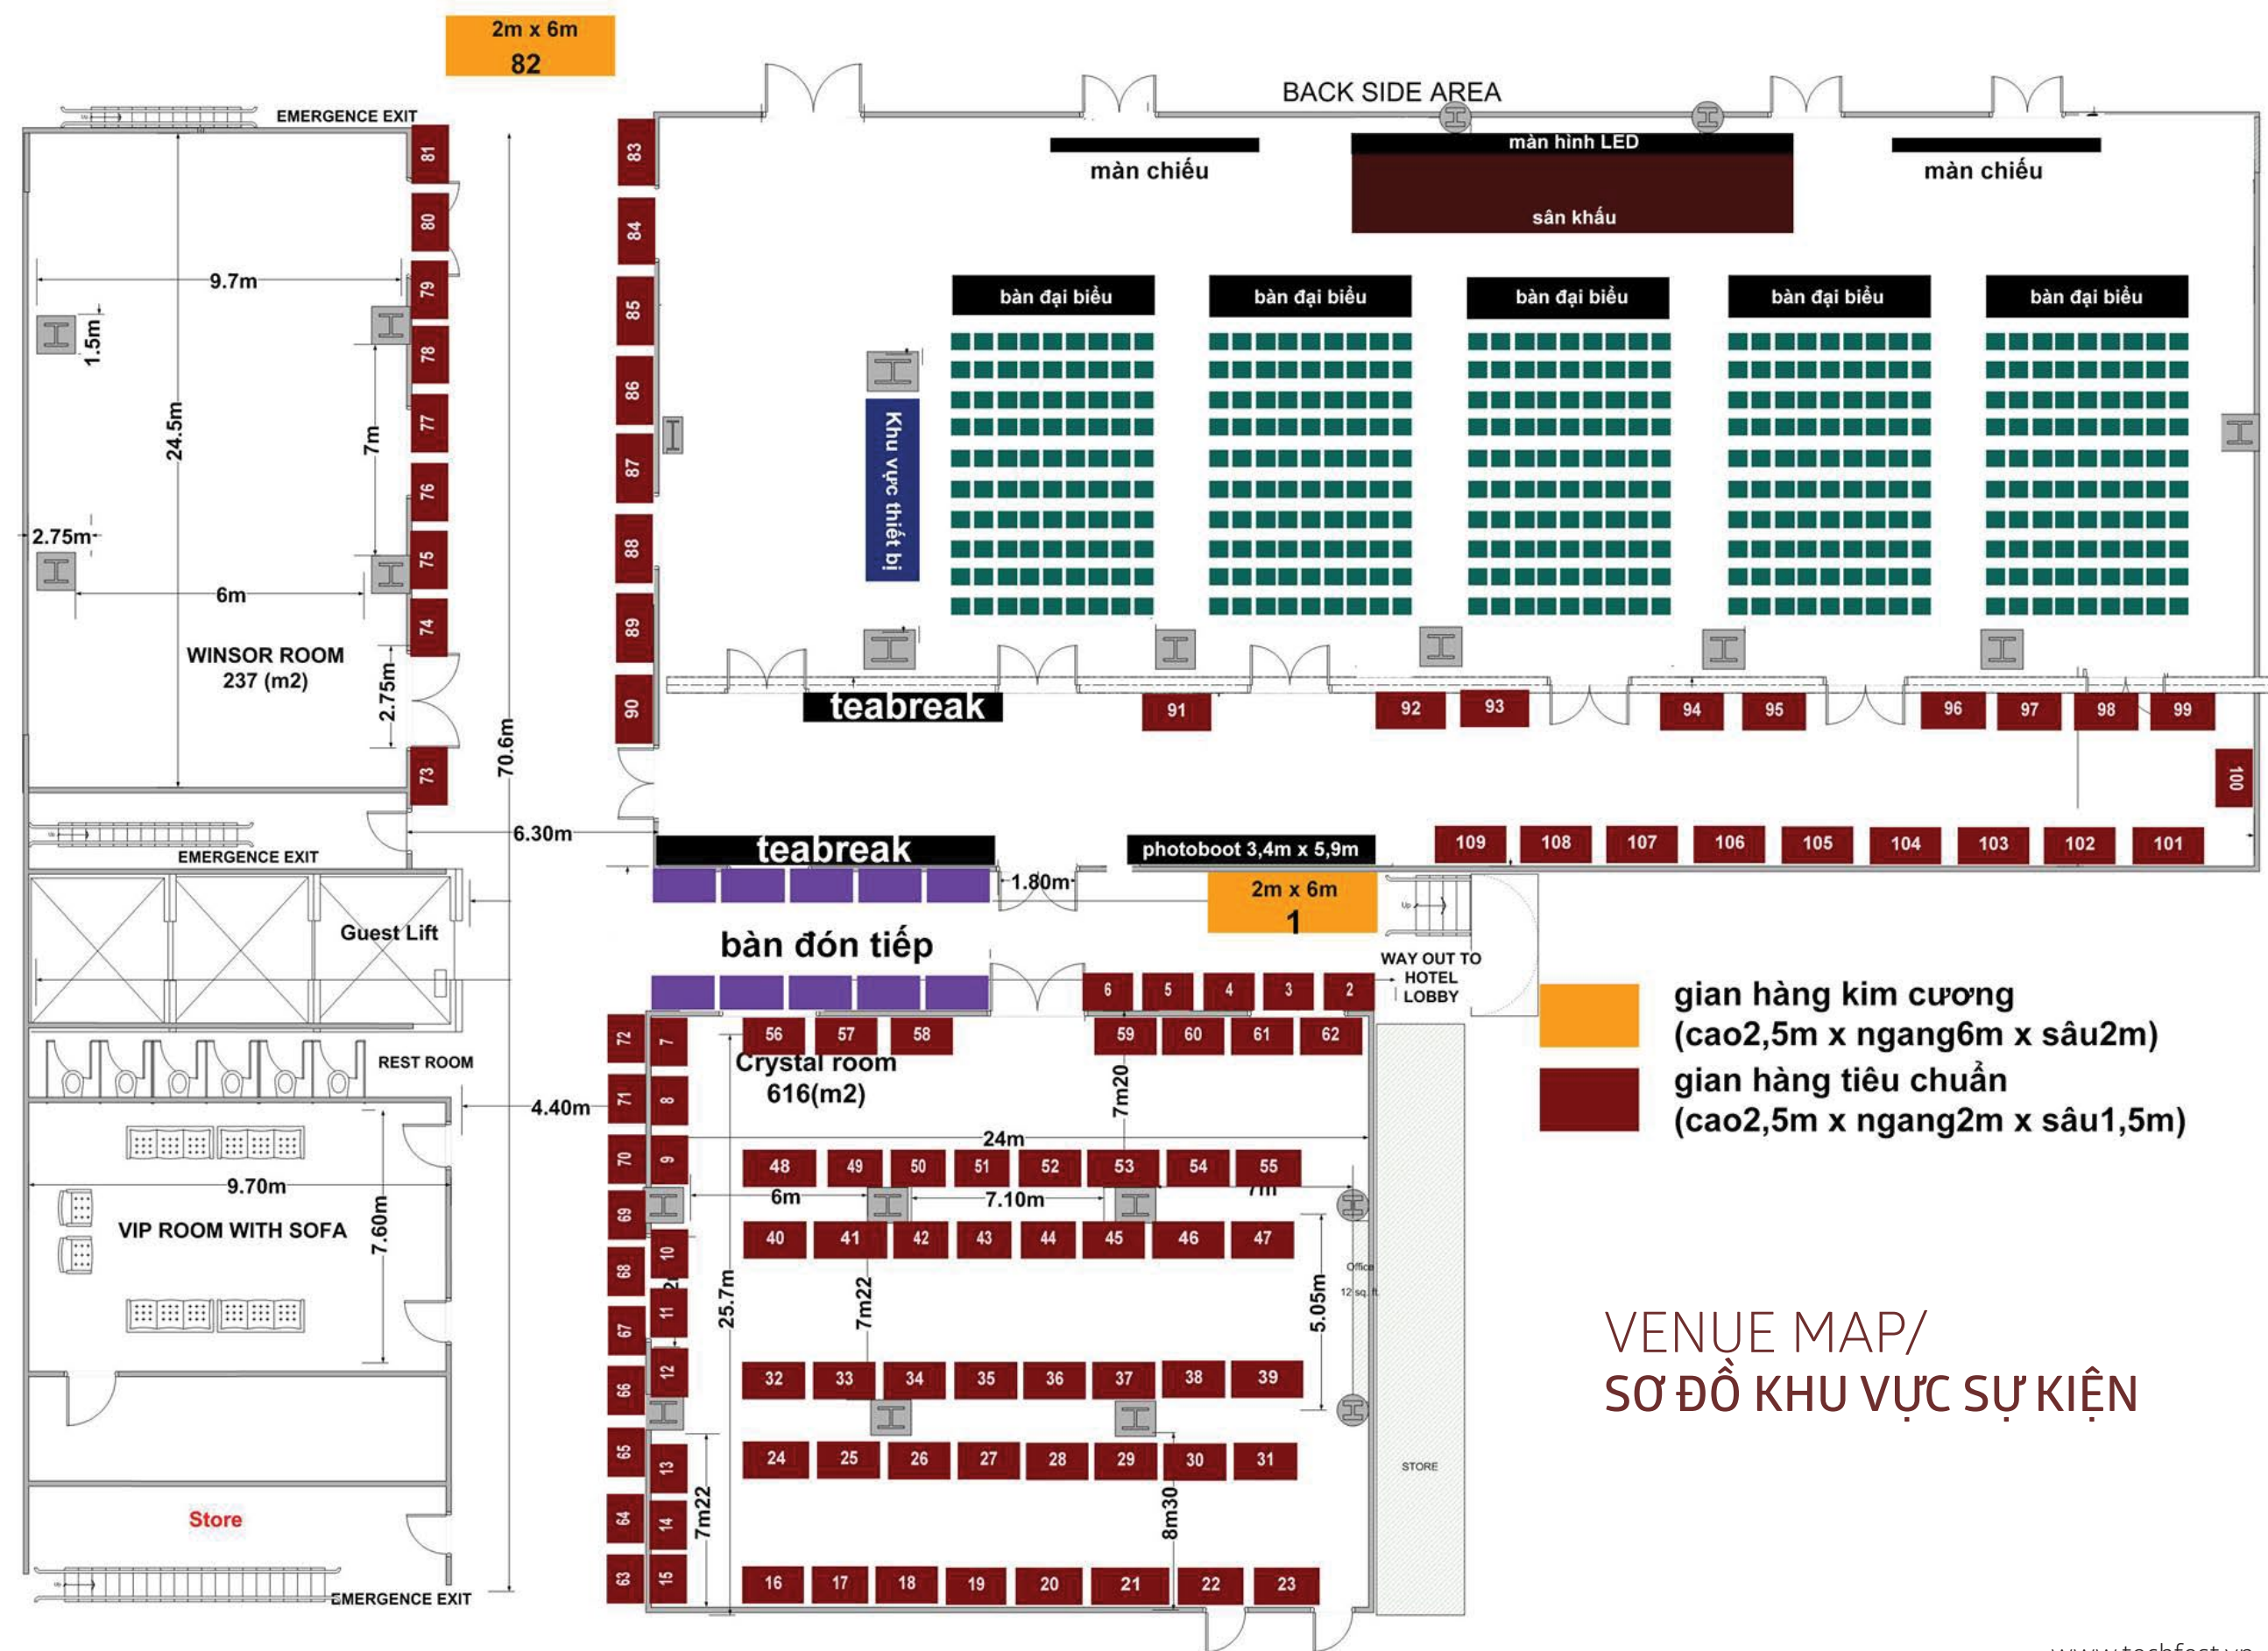 2m x 6m
82
BACK SIDE AREA
EMERGENCE EXIT
màn hình LED
màn chiếu
màn chiếu
sân khấu
81
80
79
78
77
76
75
74
73
83
84
85
86
87
88
89
90
bàn đại biểu
bàn đại biểu
bàn đại biểu
bàn đại biểu
bàn đại biểu
Khu vực thiết bị
9.7m
1.5m
24.5m
7m
2.75m
6m
WINSOR ROOM
237 (m2)
2.75m
70.6m
6.30m
EMERGENCE EXIT
teabreak
91
92
93
94
95
96
97
98
99
100
teabreak
photoboot 3,4m x 5,9m
109
108
107
106
105
104
103
102
101
1.80m
2m x 6m
1
Up
Guest Lift
bàn đón tiếp
WAY OUT TO
HOTEL
LOBBY
6
5
4
3
2
gian hàng kim cương
(cao2,5m x ngang6m x sâu2m)
gian hàng tiêu chuẩn
(cao2,5m x ngang2m x sâu1,5m)
REST ROOM
4.40m
9.70m
7.60m
VIP ROOM WITH SOFA
Store
EMERGENCE EXIT
72
71
70
69
68
67
66
65
64
63
7
8
9
10
11
12
13
14
15
56
57
58
59
60
61
62
Crystal room
616(m2)
7m20
24m
48
49
50
51
52
53
54
55
6m
7.10m
7m
40
41
42
43
44
45
46
47
25.7m
7m22
5.05m
Office
12 sq. ft.
32
33
34
35
36
37
38
39
24
25
26
27
28
29
30
31
7m22
8m30
16
17
18
19
20
21
22
23
STORE
VENUE MAP/
SƠ ĐỒ KHU VỰC SỰ KIỆN